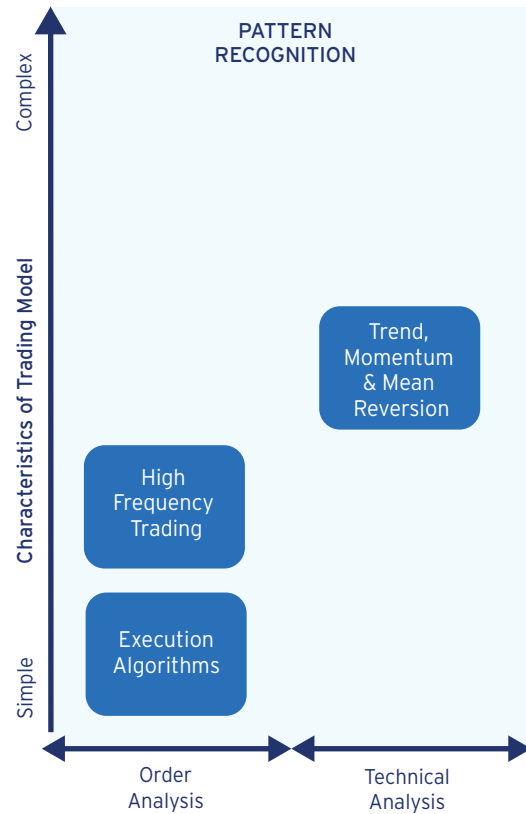 PATTERN
RECOGNITION
Complex
Characteristics of Trading Model
Simple
Trend,
Momentum
& Mean
Reversion
High
Frequency
Trading
Execution
Algorithms
Order
Analysis
Technical
Analysis